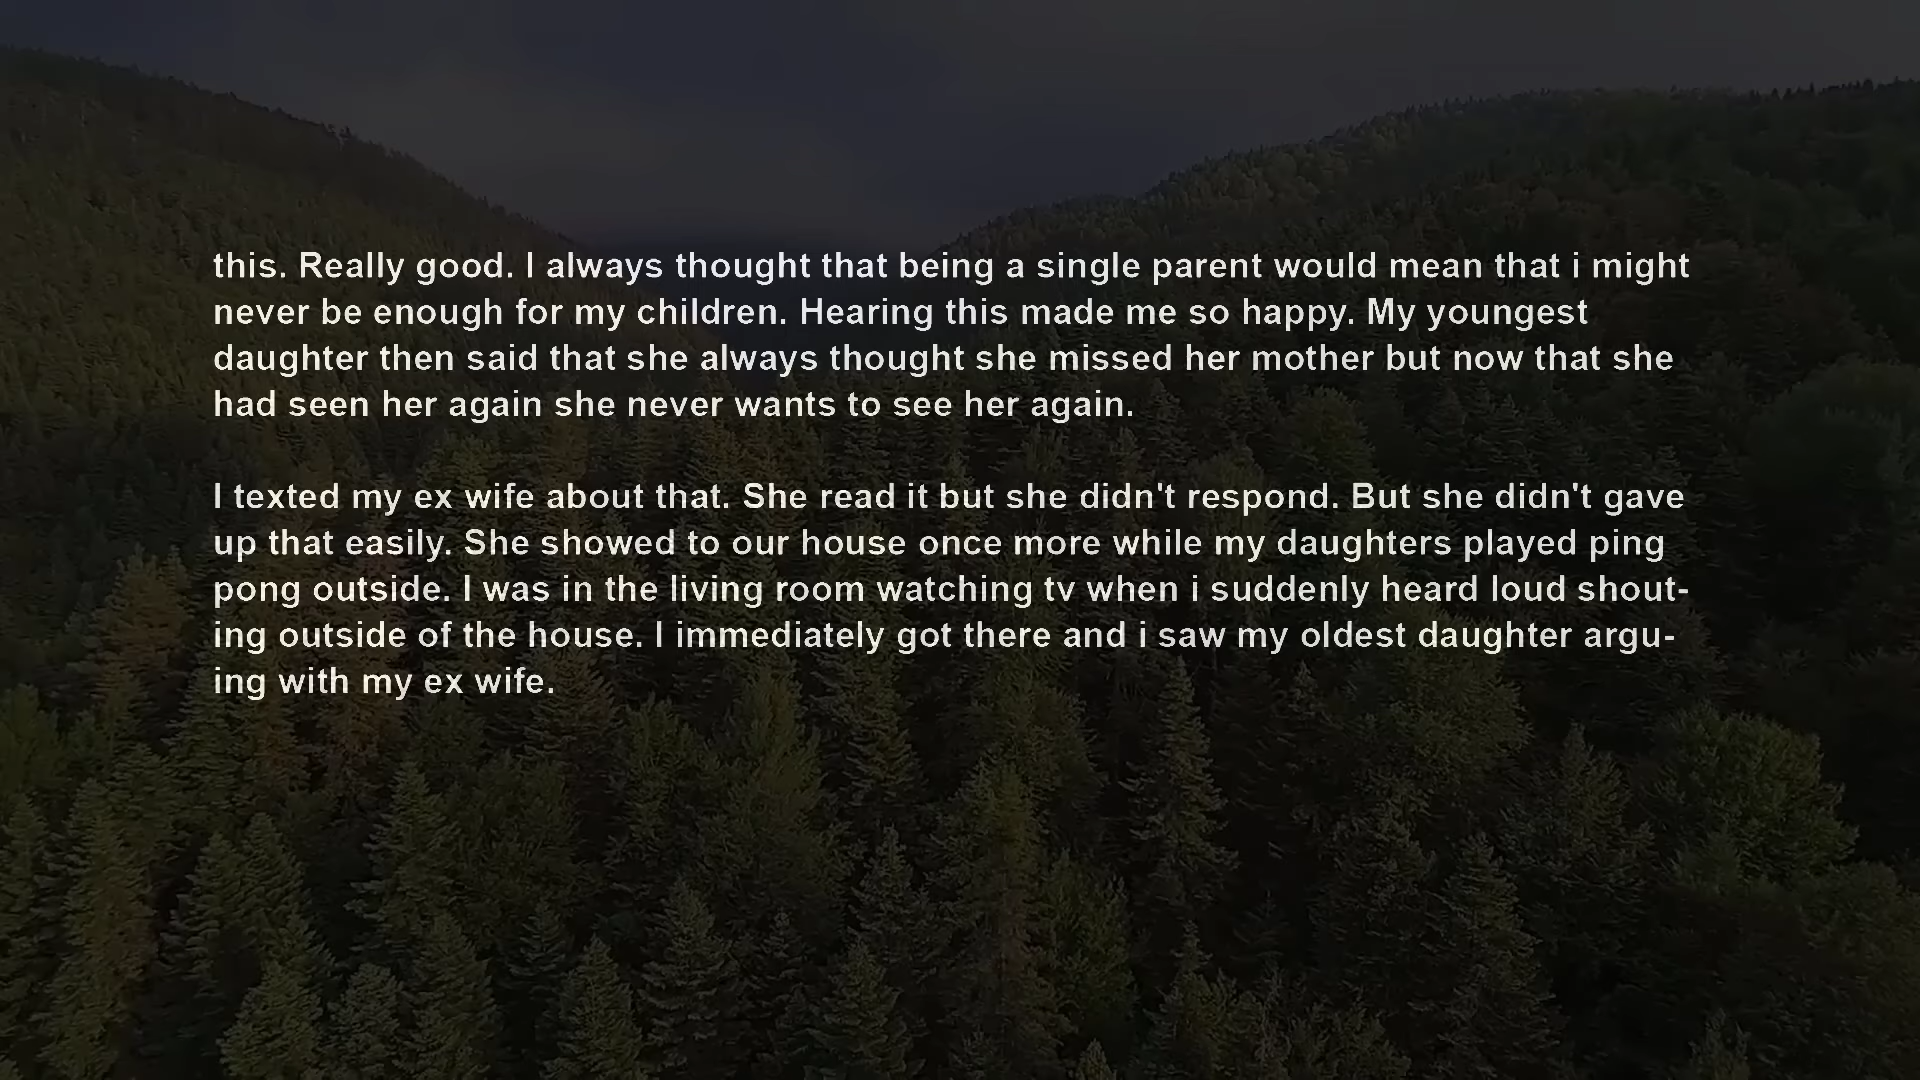 this. Really good. I always thought that being a single parent would mean that i might
never be enough for my children. Hearing this made me so happy. My youngest
daughter then said that she always thought she missed her mother but now that she
had seen her again she never wants to see her again.
I texted my ex wife about that. She read it but she didn't respond. But she didn't gave
up that easily. She showed to our house once more while my daughters played ping
pong outside. I was in the living room watching tv when i suddenly heard loud shout-
ing outside of the house. I immediately got there and i saw my oldest daughter argu-
ing with my ex wife.